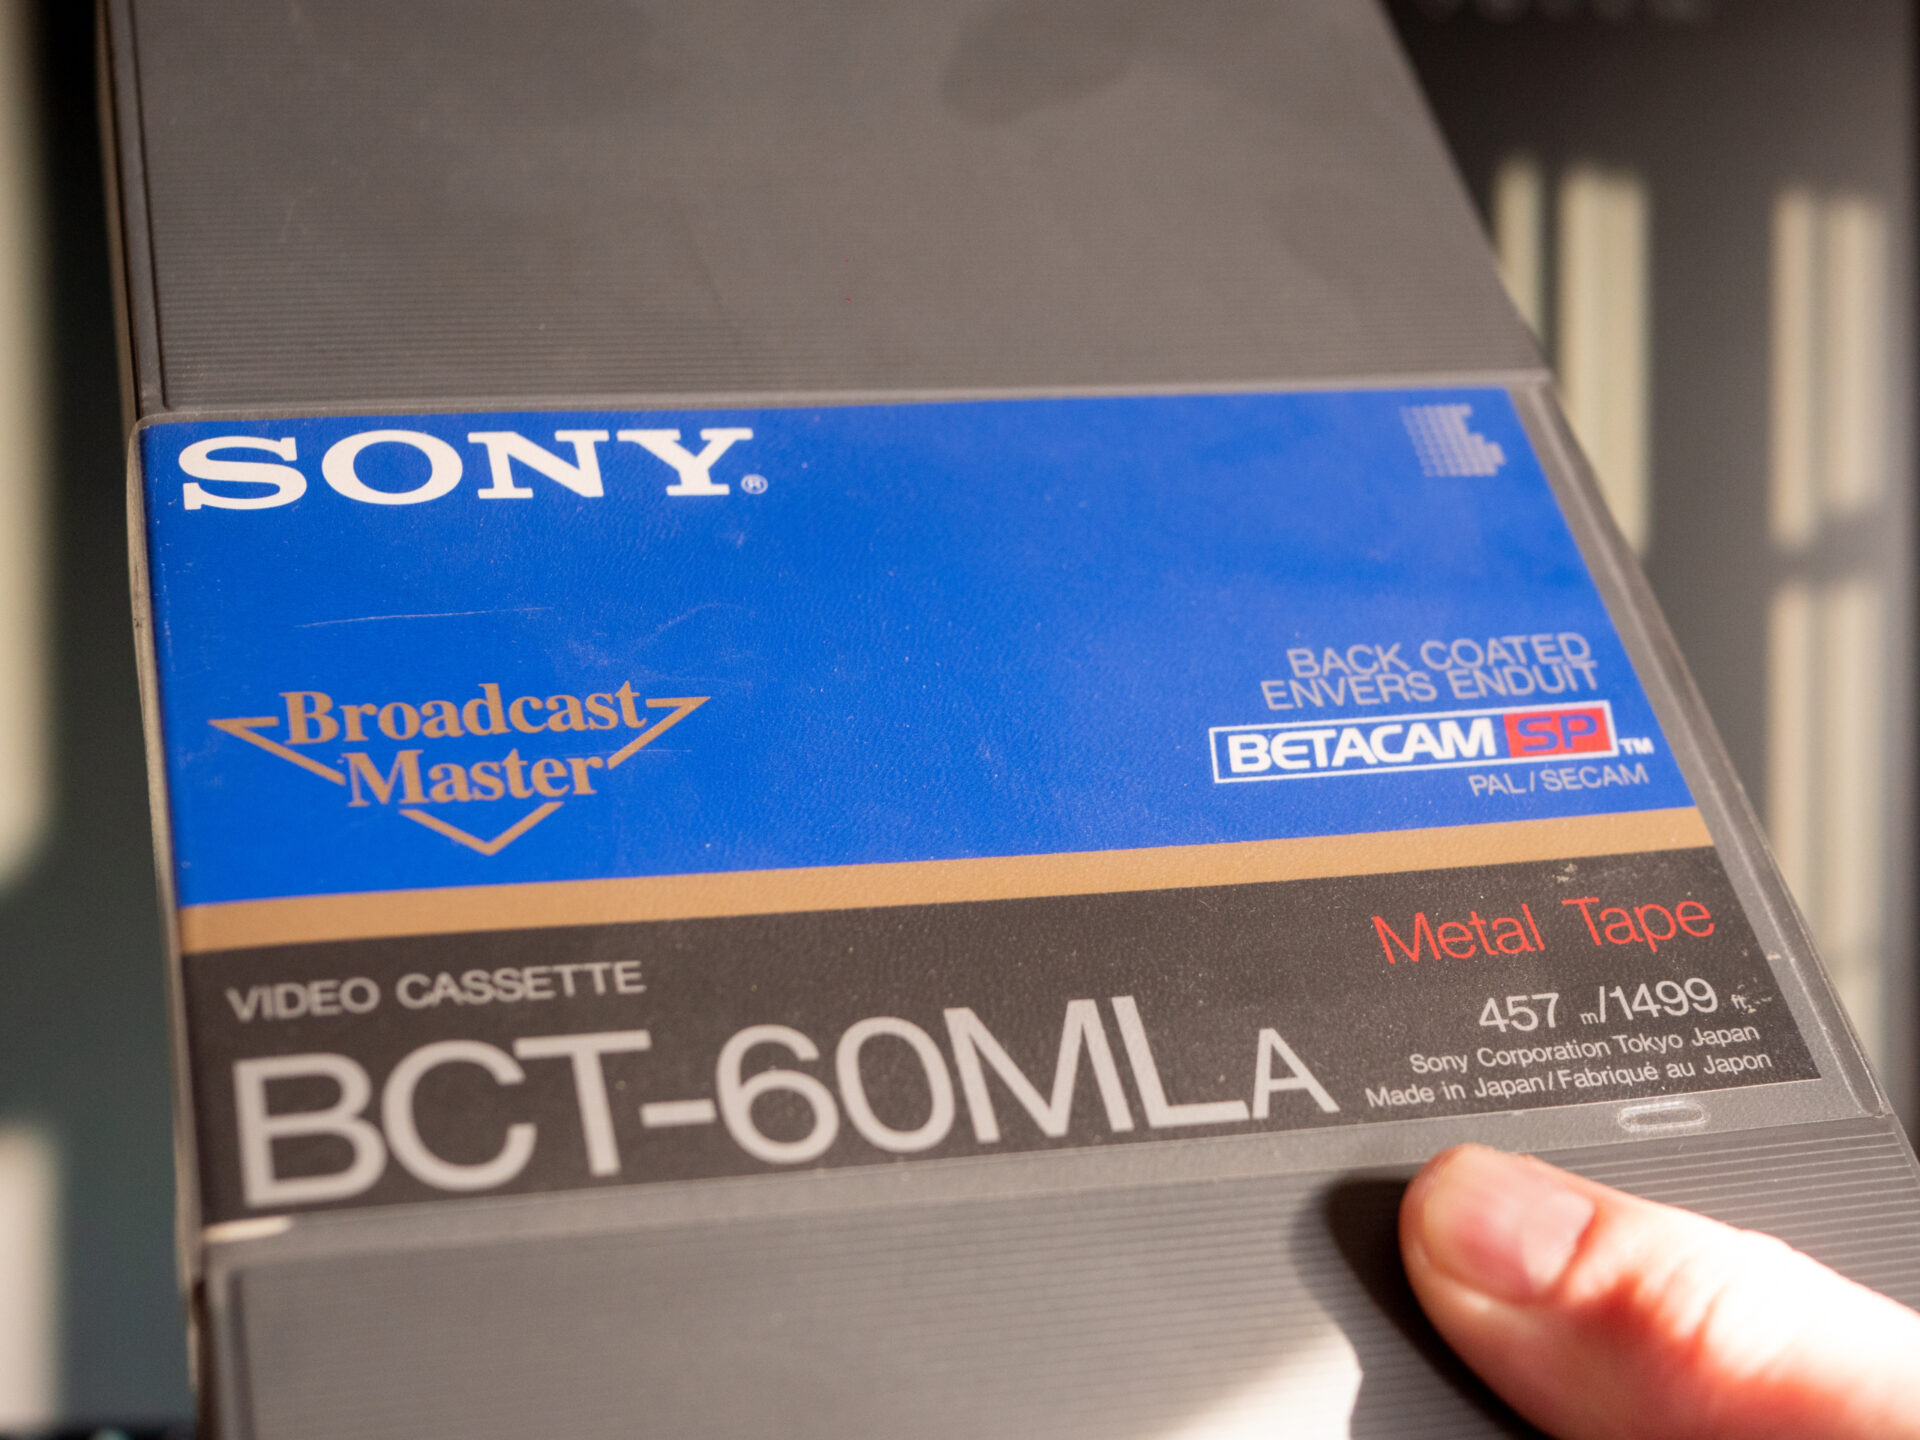 SONY®
Broadcast
Master
BACK COATED
ENVERS ENDUIT
BETACAM SP™
PAL/SECAM
Metal Tape
VIDEO CASSETTE
457 m/1499 ft.
BCT-60MLA
Sony Corporation Tokyo Japan
Made in Japan/Fabriqué au Japon